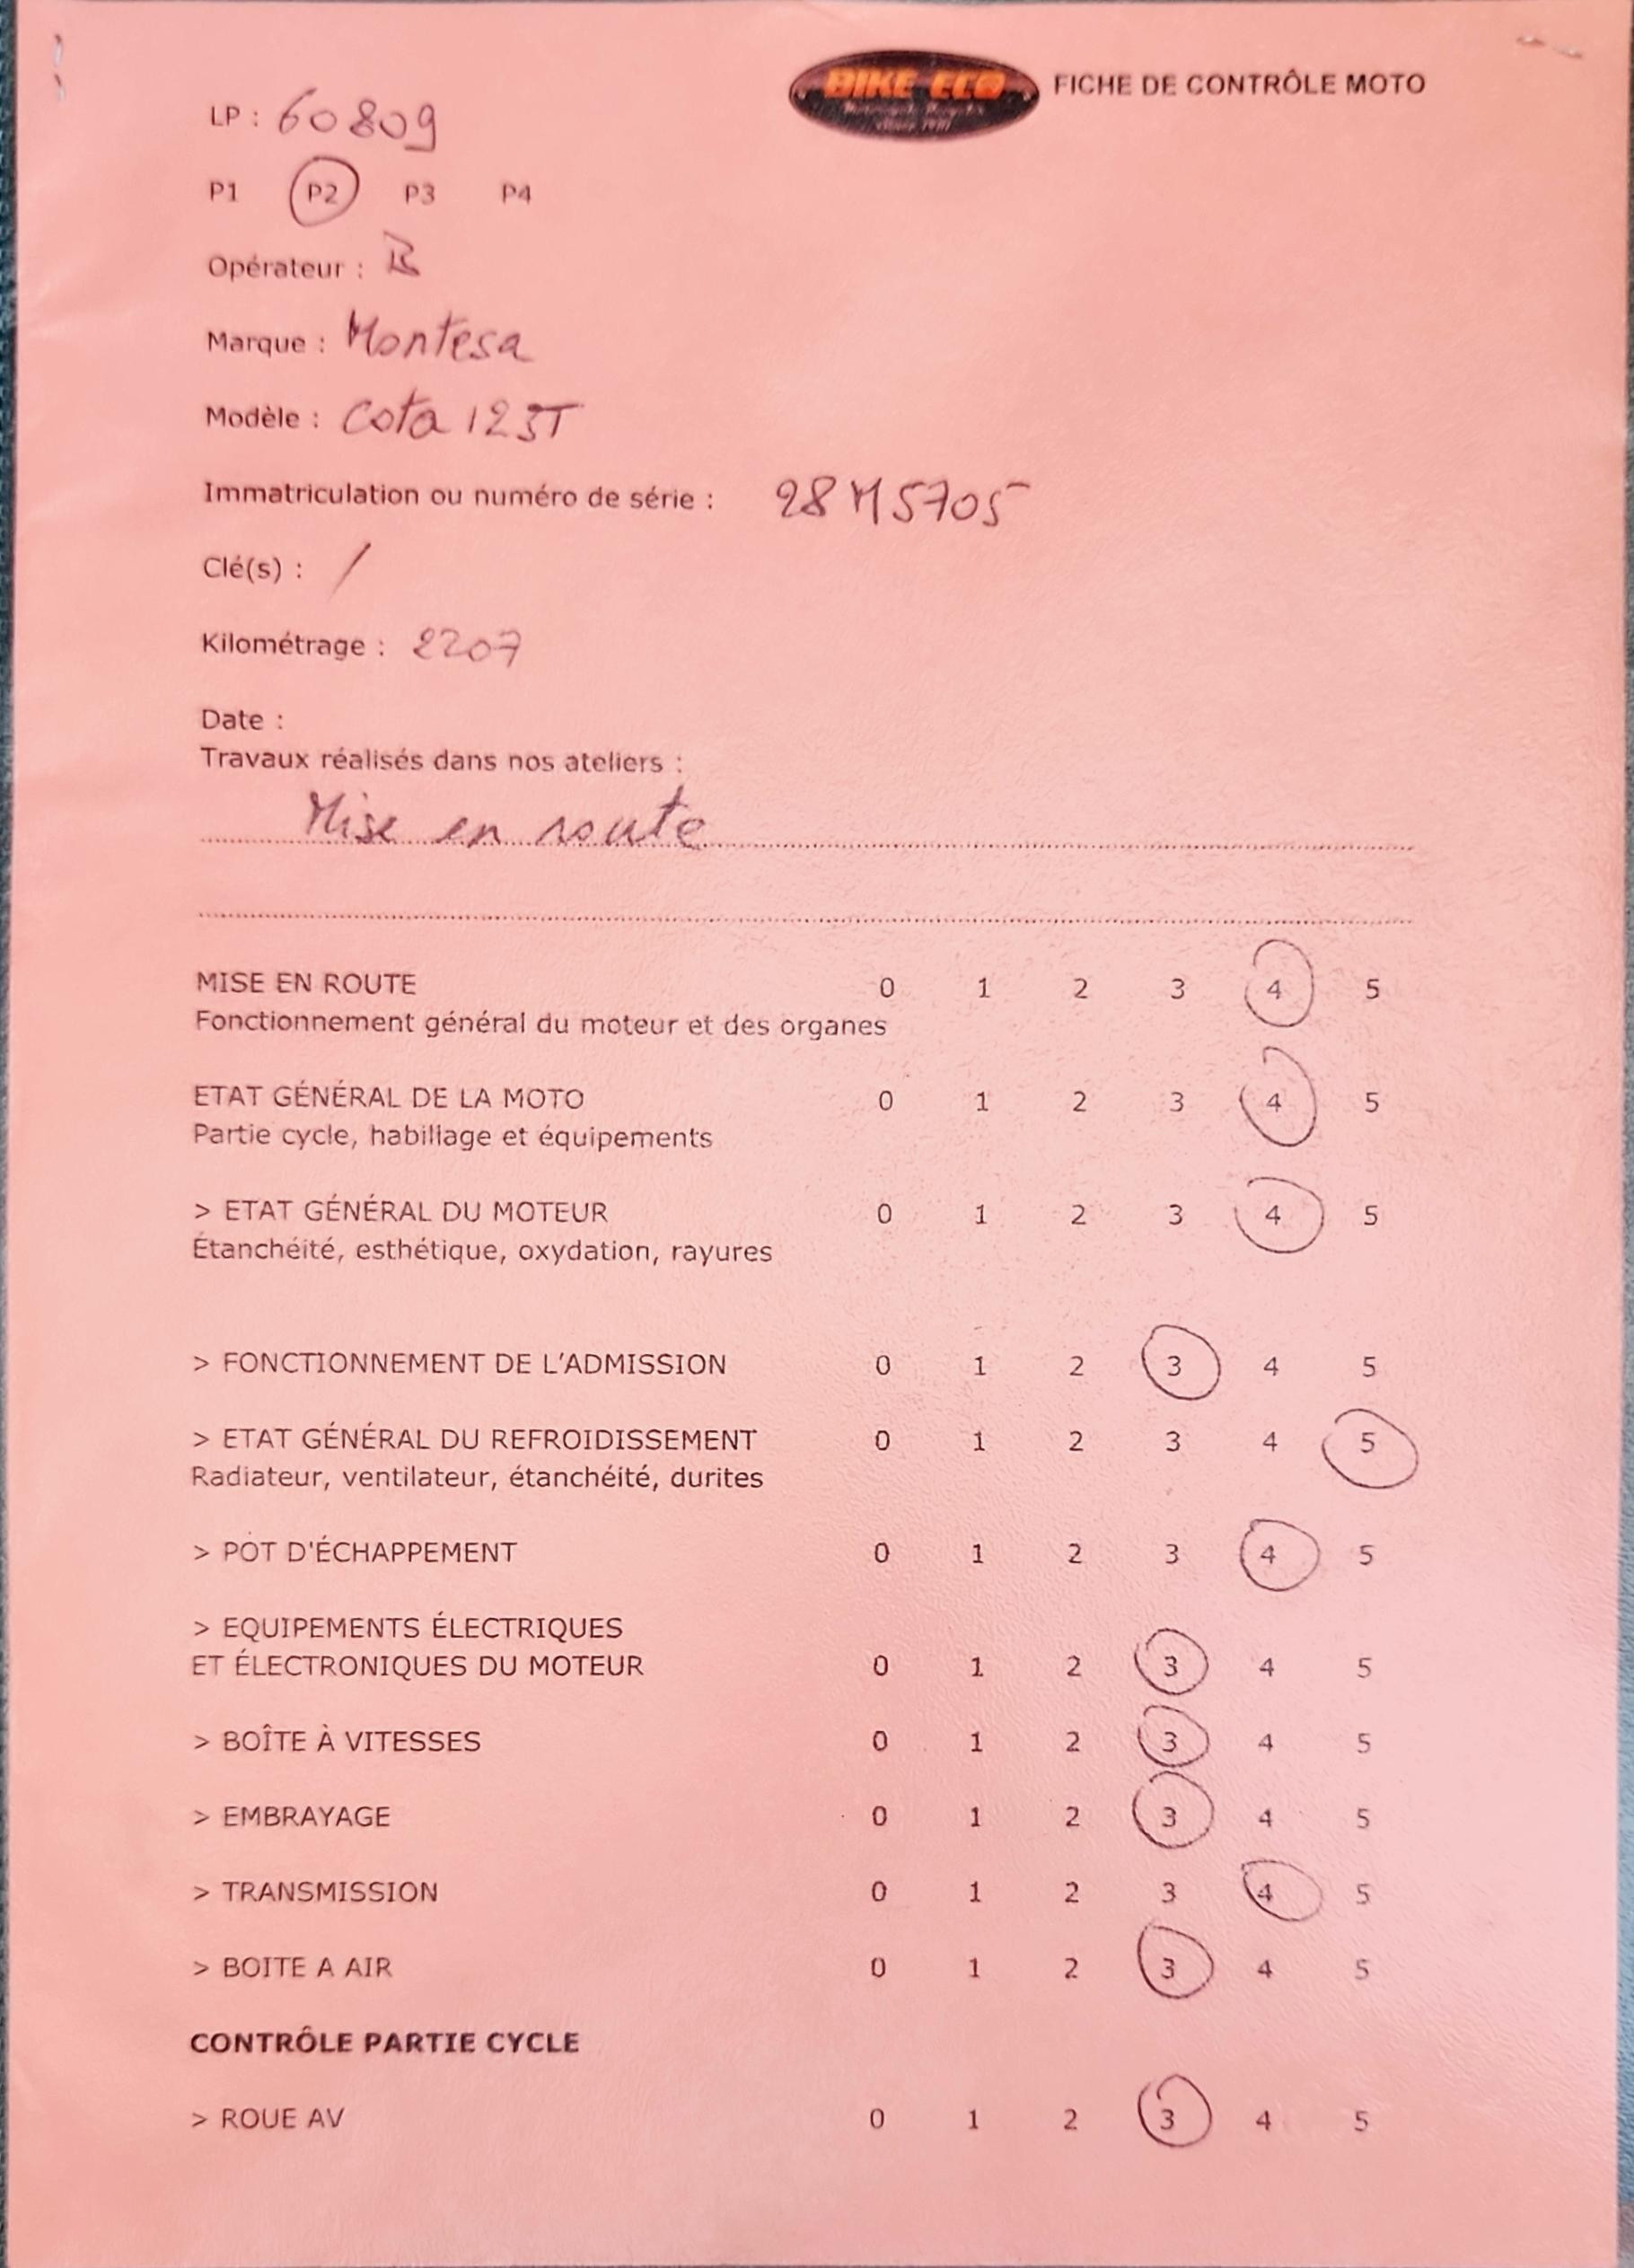 BIKE ECO
FICHE DE CONTRÔLE MOTO
LP : 60809
P1 P2 P3 P4
Opérateur :
Marque : Montesa
Modèle : Cota 123T
Immatriculation ou numéro de série : 28M5705
Clé(s) : /
Kilométrage : 2207
Date :
Travaux réalisés dans nos ateliers :
Mise en route
MISE EN ROUTE 0 1 2 3 4 5
Fonctionnement général du moteur et des organes
ETAT GÉNÉRAL DE LA MOTO 0 1 2 3 4 5
Partie cycle, habillage et équipements
> ETAT GÉNÉRAL DU MOTEUR 0 1 2 3 4 5
Étanchéité, esthétique, oxydation, rayures
> FONCTIONNEMENT DE L'ADMISSION 0 1 2 3 4 5
> ETAT GÉNÉRAL DU REFROIDISSEMENT 0 1 2 3 4 5
Radiateur, ventilateur, étanchéité, durites
> POT D'ÉCHAPPEMENT 0 1 2 3 4 5
> EQUIPEMENTS ÉLECTRIQUES
ET ÉLECTRONIQUES DU MOTEUR 0 1 2 3 4 5
> BOÎTE À VITESSES 0 1 2 3 4 5
> EMBRAYAGE 0 1 2 3 4 5
> TRANSMISSION 0 1 2 3 4 5
> BOITE A AIR 0 1 2 3 4 5
CONTRÔLE PARTIE CYCLE
> ROUE AV 0 1 2 3 4 5